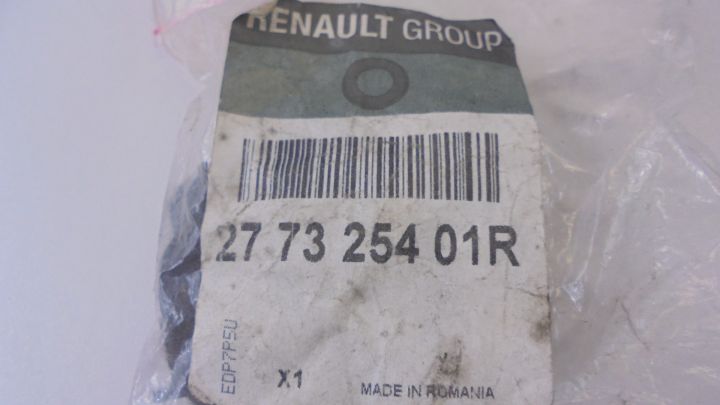 RENAULT GROUP
27 73 254 01R
EDP7P5U
X1
MADE IN ROMANIA